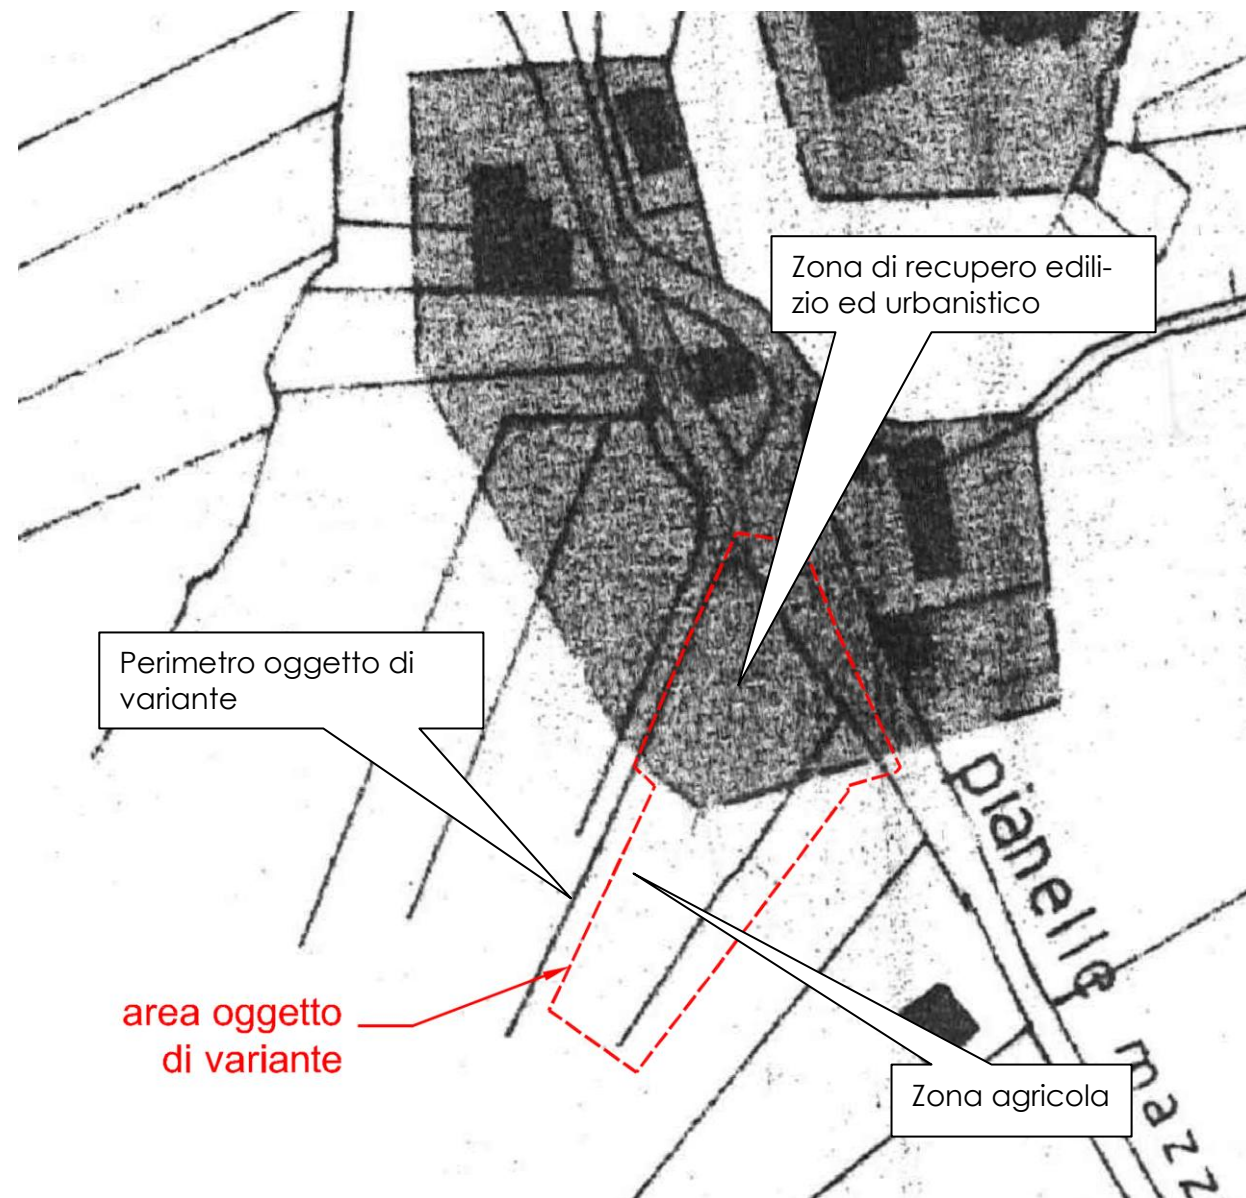 Zona di recupero edili-
zio ed urbanistico
Perimetro oggetto di
variante
pianelle
mazz
area oggetto
di variante
Zona agricola